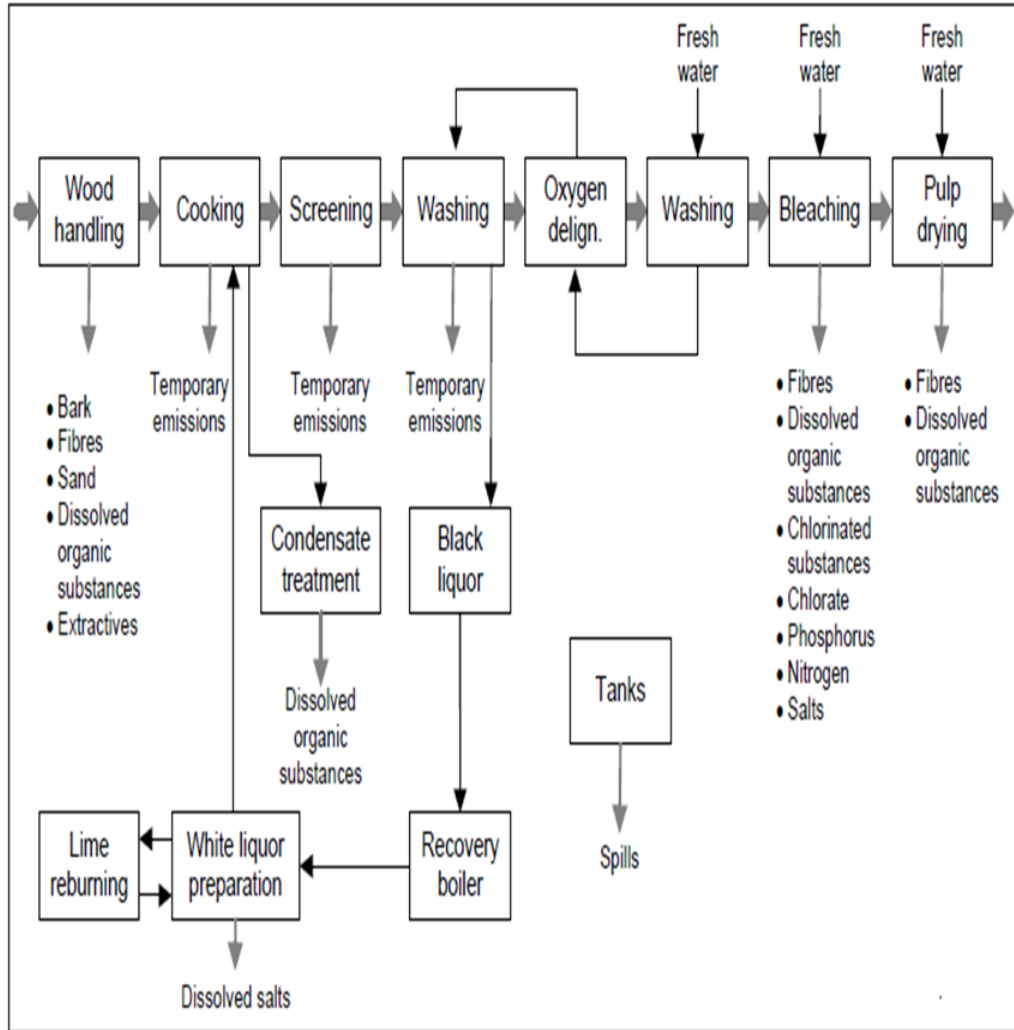 Fresh
water
Fresh
water
Fresh
water
Wood
handling
Cooking
Screening
Washing
Oxygen
delign.
Washing
Bleaching
Pulp
drying
• Bark
• Fibres
• Sand
• Dissolved
organic
substances
• Extractives
Temporary
emissions
Temporary
emissions
Temporary
emissions
• Fibres
• Dissolved
organic
substances
• Chlorinated
substances
• Chlorate
• Phosphorus
• Nitrogen
• Salts
• Fibres
• Dissolved
organic
substances
Condensate
treatment
Black
liquor
Dissolved
organic
substances
Tanks
Spills
Lime
reburning
White liquor
preparation
Recovery
boiler
Dissolved salts